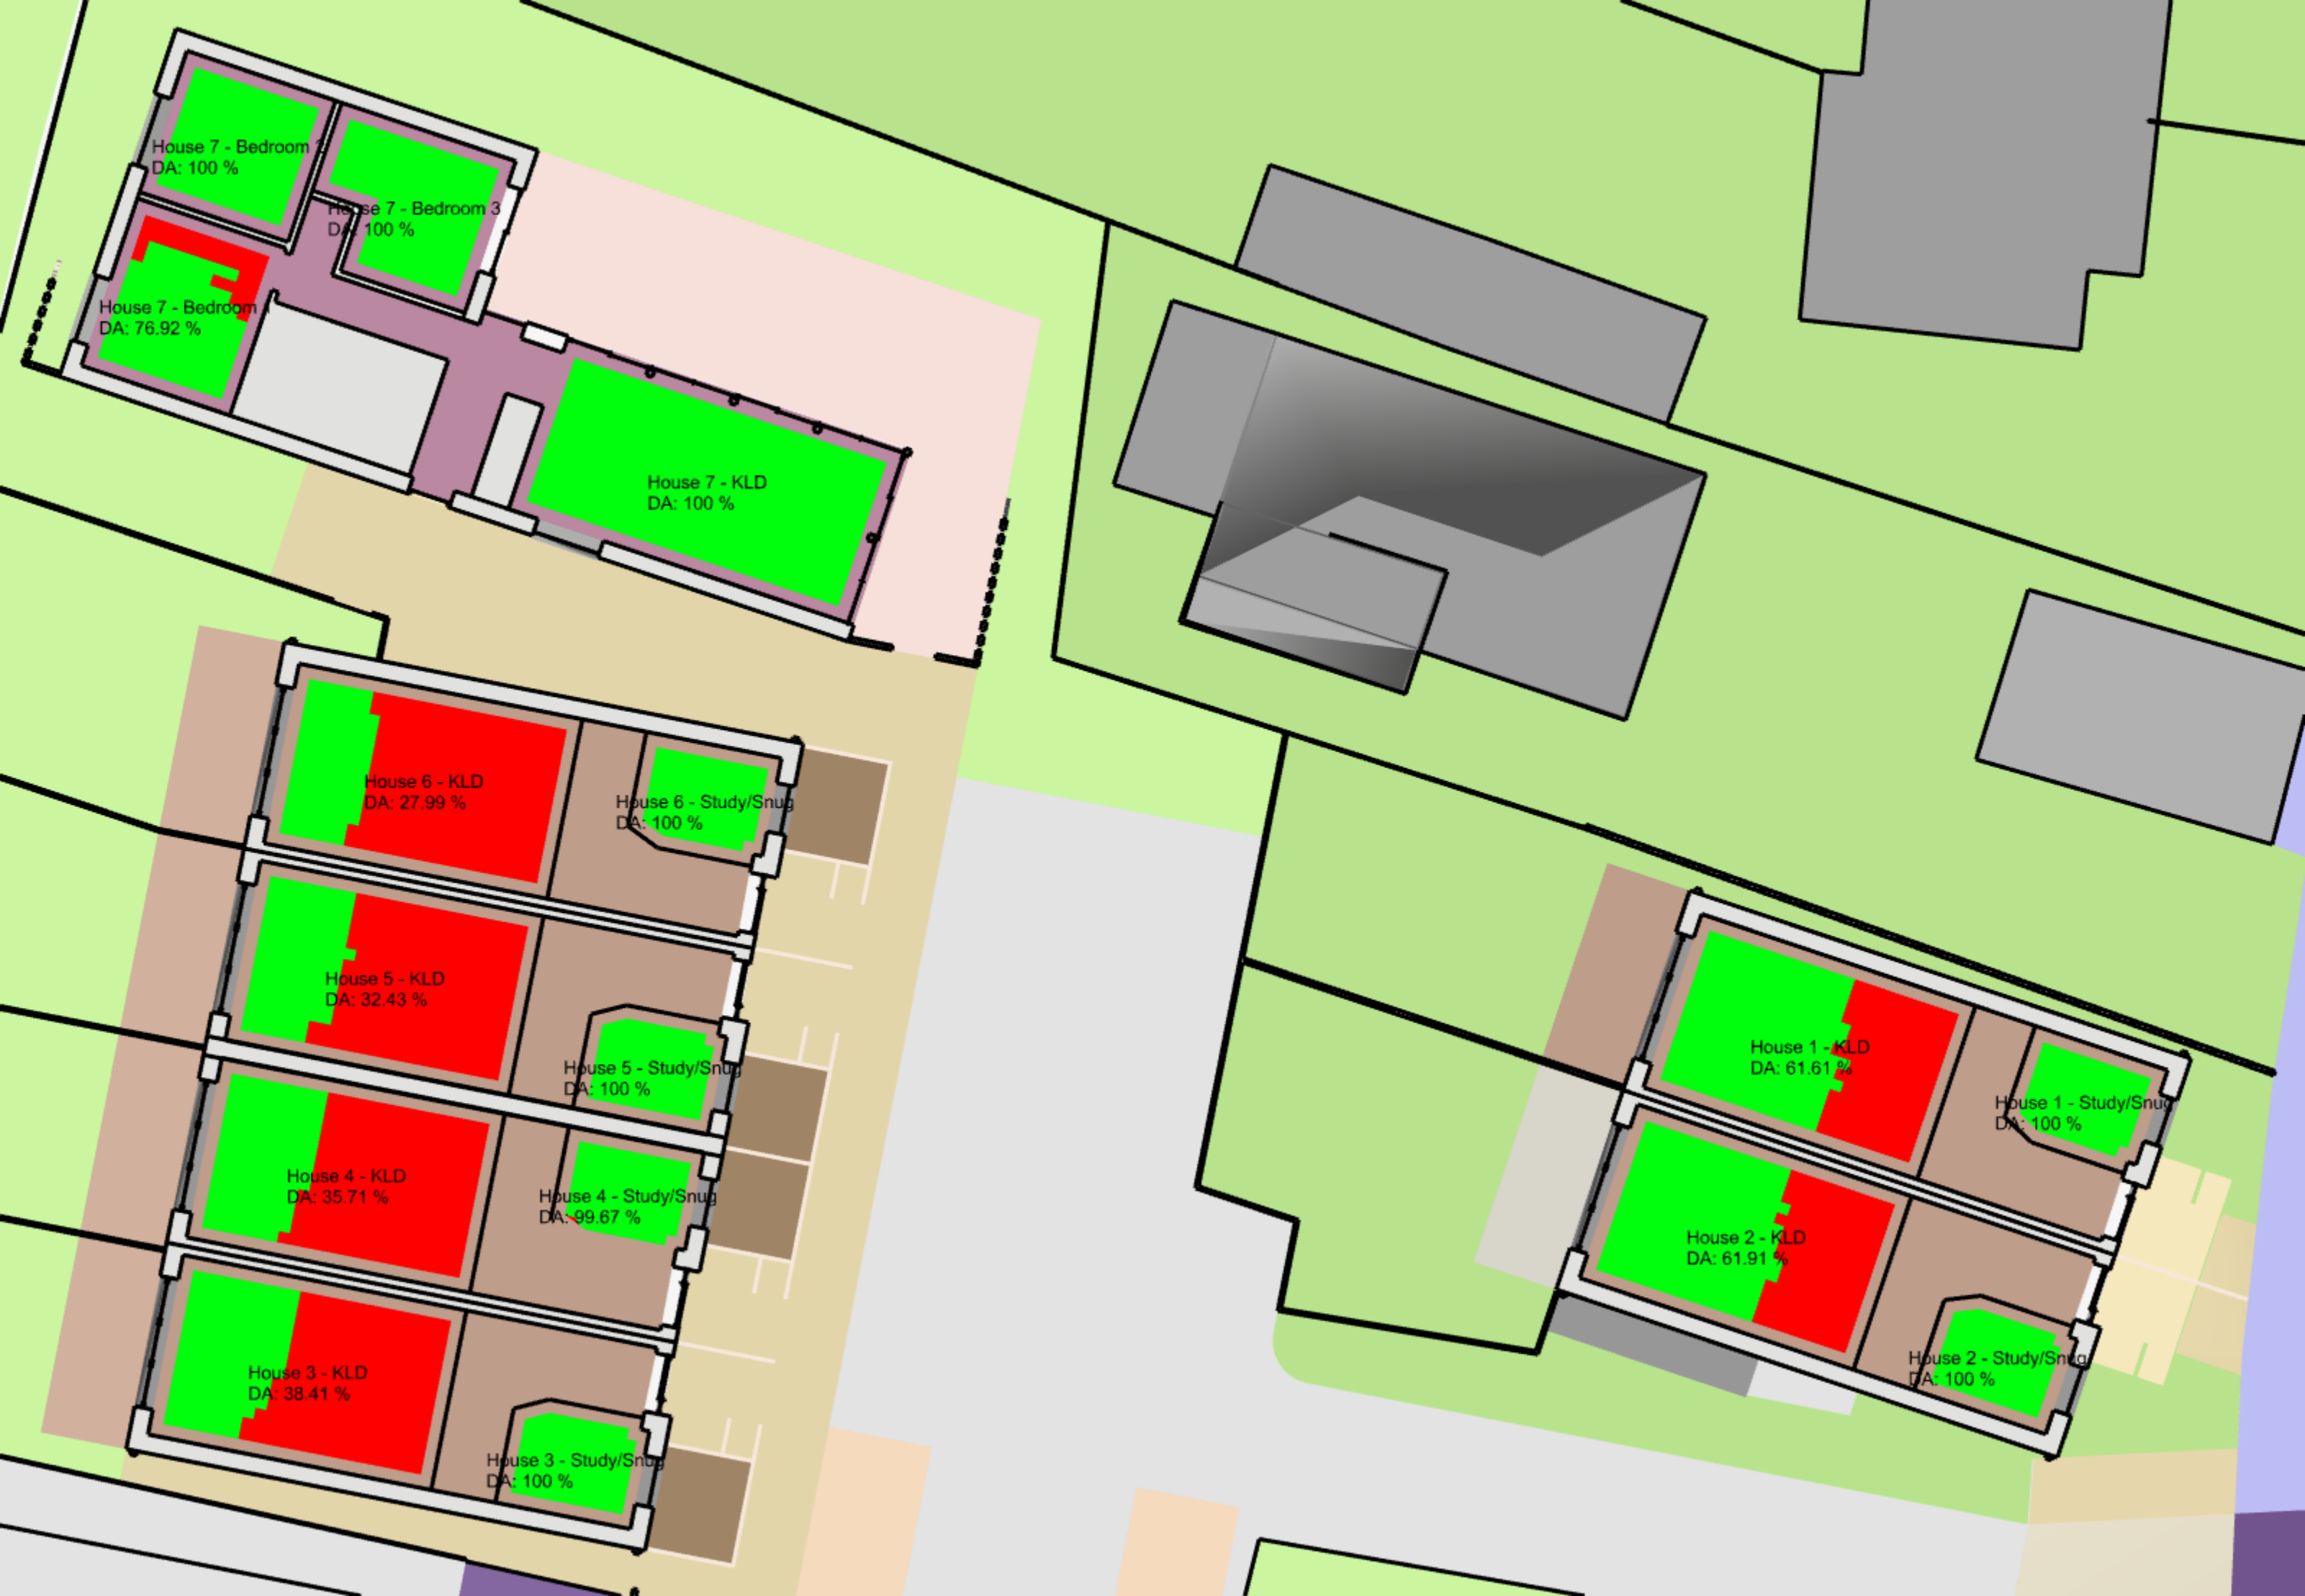 House 7 - Bedroom 2
DA: 100 %
House 7 - Bedroom 3
DA: 100 %
House 7 - Bedroom 1
DA: 76.92 %
House 7 - KLD
DA: 100 %
House 6 - KLD
DA: 27.99 %
House 6 - Study/Snug
DA: 100 %
House 5 - KLD
DA: 32.43 %
House 5 - Study/Snug
DA: 100 %
House 4 - KLD
DA: 35.71 %
House 4 - Study/Snug
DA: 99.67 %
House 3 - KLD
DA: 38.41 %
House 3 - Study/Snug
DA: 100 %
House 1 - KLD
DA: 61.61 %
House 1 - Study/Snug
DA: 100 %
House 2 - KLD
DA: 61.91 %
House 2 - Study/Snug
DA: 100 %